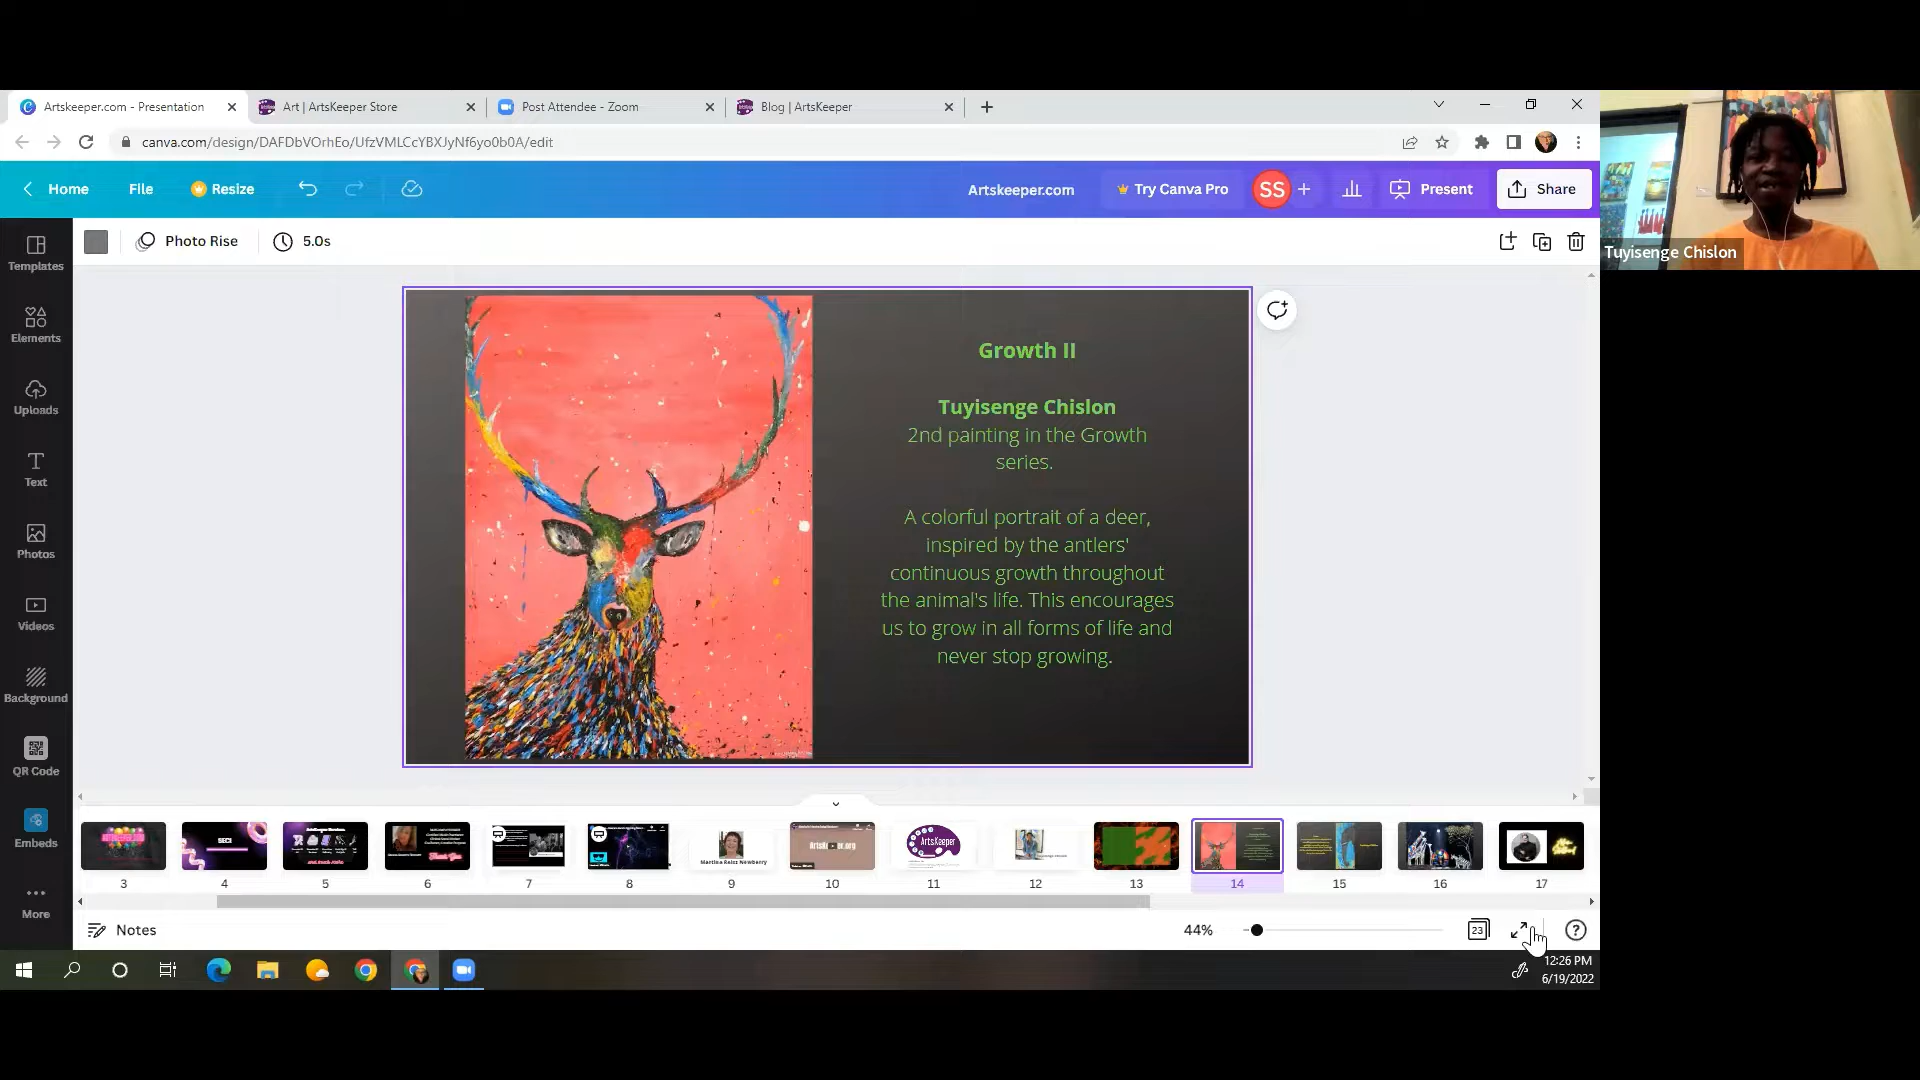 Artskeeper.com - Presentation
Art | ArtsKeeper Store
Post Attendee - Zoom
Blog | ArtsKeeper
canva.com/design/DAFDbVOrhEo/UfzVMLCcYBXJyNf6yo0b0A/edit
Home
File
Resize
Artskeeper.com
Try Canva Pro
SS
Present
Share
Photo Rise
5.0s
Templates
Elements
Uploads
Text
Photos
Videos
Background
QR Code
Embeds
More
Growth II
Tuyisenge Chislon
2nd painting in the Growth
series.
A colorful portrait of a deer,
inspired by the antlers'
continuous growth throughout
the animal's life. This encourages
us to grow in all forms of life and
never stop growing.
Tuyisenge Chislon
SEC!
Martina Reisz Newberry
ArtsKeeper
3
4
5
6
7
8
9
10
11
12
13
14
15
16
17
Notes
44%
23
12:26 PM
6/19/2022